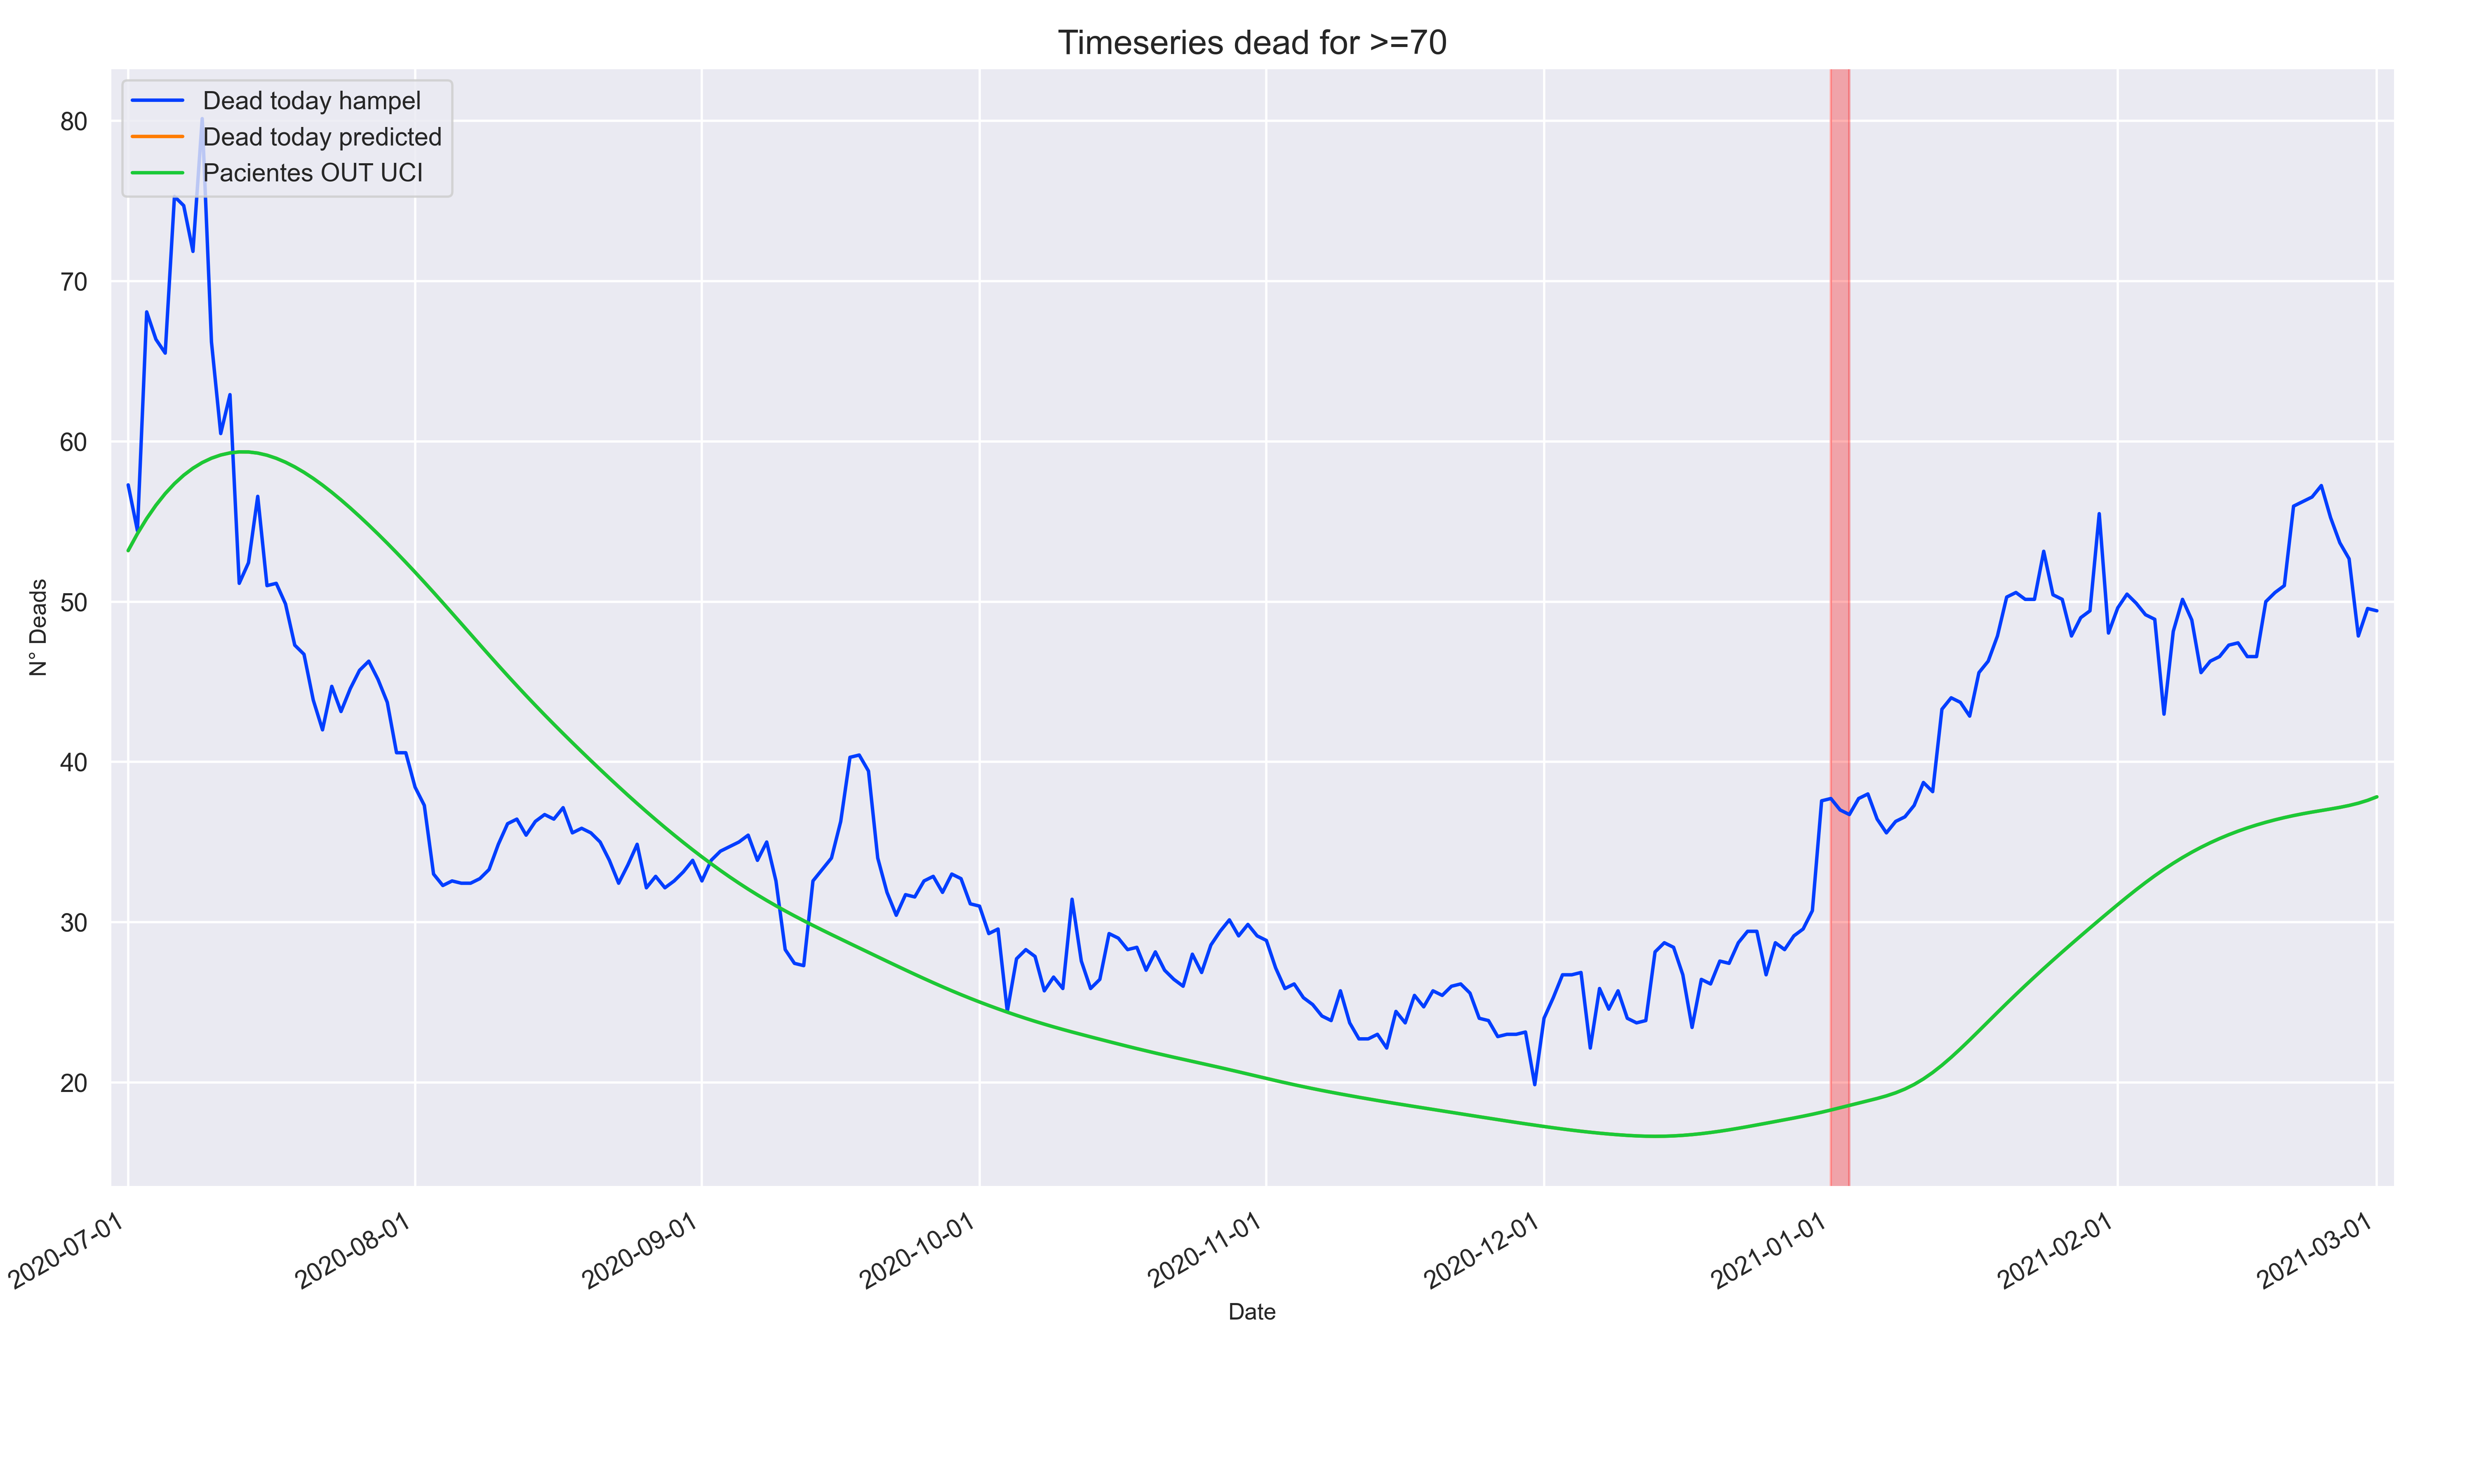 Timeseries dead for >=70
Dead today hampel
Dead today predicted
Pacientes OUT UCI
80
70
60
50
40
30
20
N° Deads
2020-07-01
2020-08-01
2020-09-01
2020-10-01
2020-11-01
2020-12-01
2021-01-01
2021-02-01
2021-03-01
Date